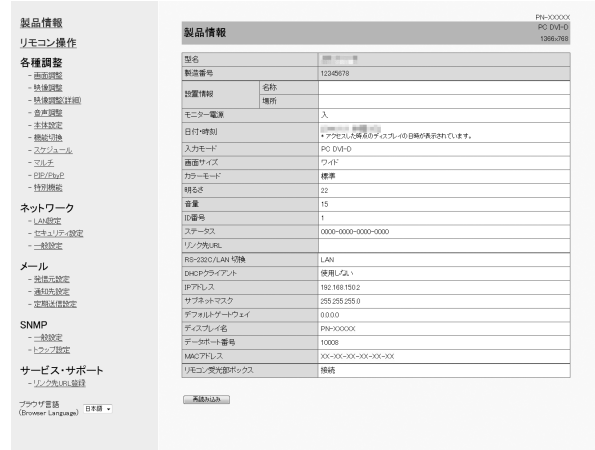 製品情報
リモコン操作
各種調整
- 画面調整
- 映像調整
- 映像調整(詳細)
- 音声調整
- 本体設定
- 機能切換
- スケジュール
- マルチ
- PIP/PbyP
- 特別機能
ネットワーク
- LAN設定
- セキュリティ設定
- 一般設定
メール
- 発信元設定
- 通知先設定
- 定期送信設定
SNMP
- 一般設定
- トラップ設定
サービス・サポート
- リンク先URL登録
ブラウザ言語
(Browser Language) 日本語
PN-XXXXX
製品情報 PC DVI-D
1366×768
型名
製造番号 12345678
設置情報 名称
場所
モニター電源 入
日付・時刻
* アクセスした時点のディスプレイの日時が表示されています。
入力モード PC DVI-D
画面サイズ ワイド
カラーモード 標準
明るさ 22
音量 15
ID番号 1
ステータス 0000-0000-0000-0000
リンク先URL
RS-232C/LAN 切換 LAN
DHCPクライアント 使用しない
IPアドレス 192.168.150.2
サブネットマスク 255.255.255.0
デフォルトゲートウェイ 0.0.0.0
ディスプレイ名 PN-XXXXX
データポート番号 10008
MACアドレス XX-XX-XX-XX-XX-XX
リモコン受光部ボックス 接続
再読み込み